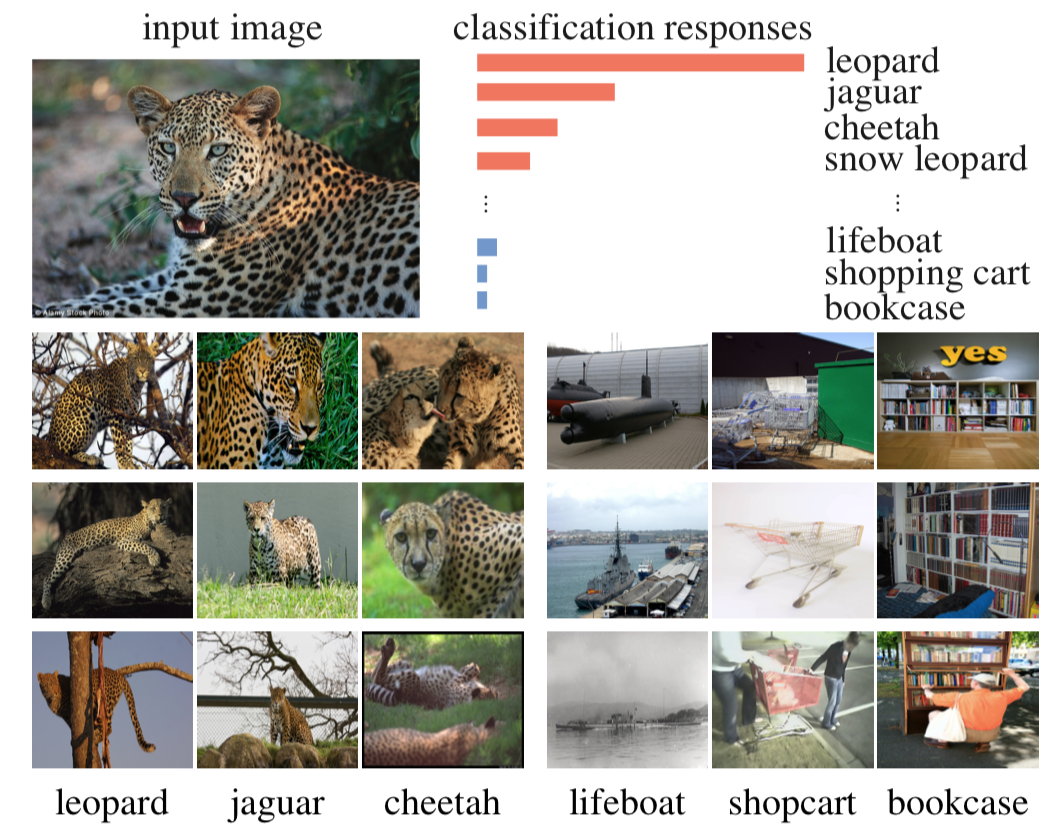 input image
classification responses
leopard
jaguar
cheetah
snow leopard
⋮ ⋮
lifeboat
shopping cart
bookcase
© Alamy Stock Photo
yes
leopard jaguar cheetah lifeboat shopcart bookcase